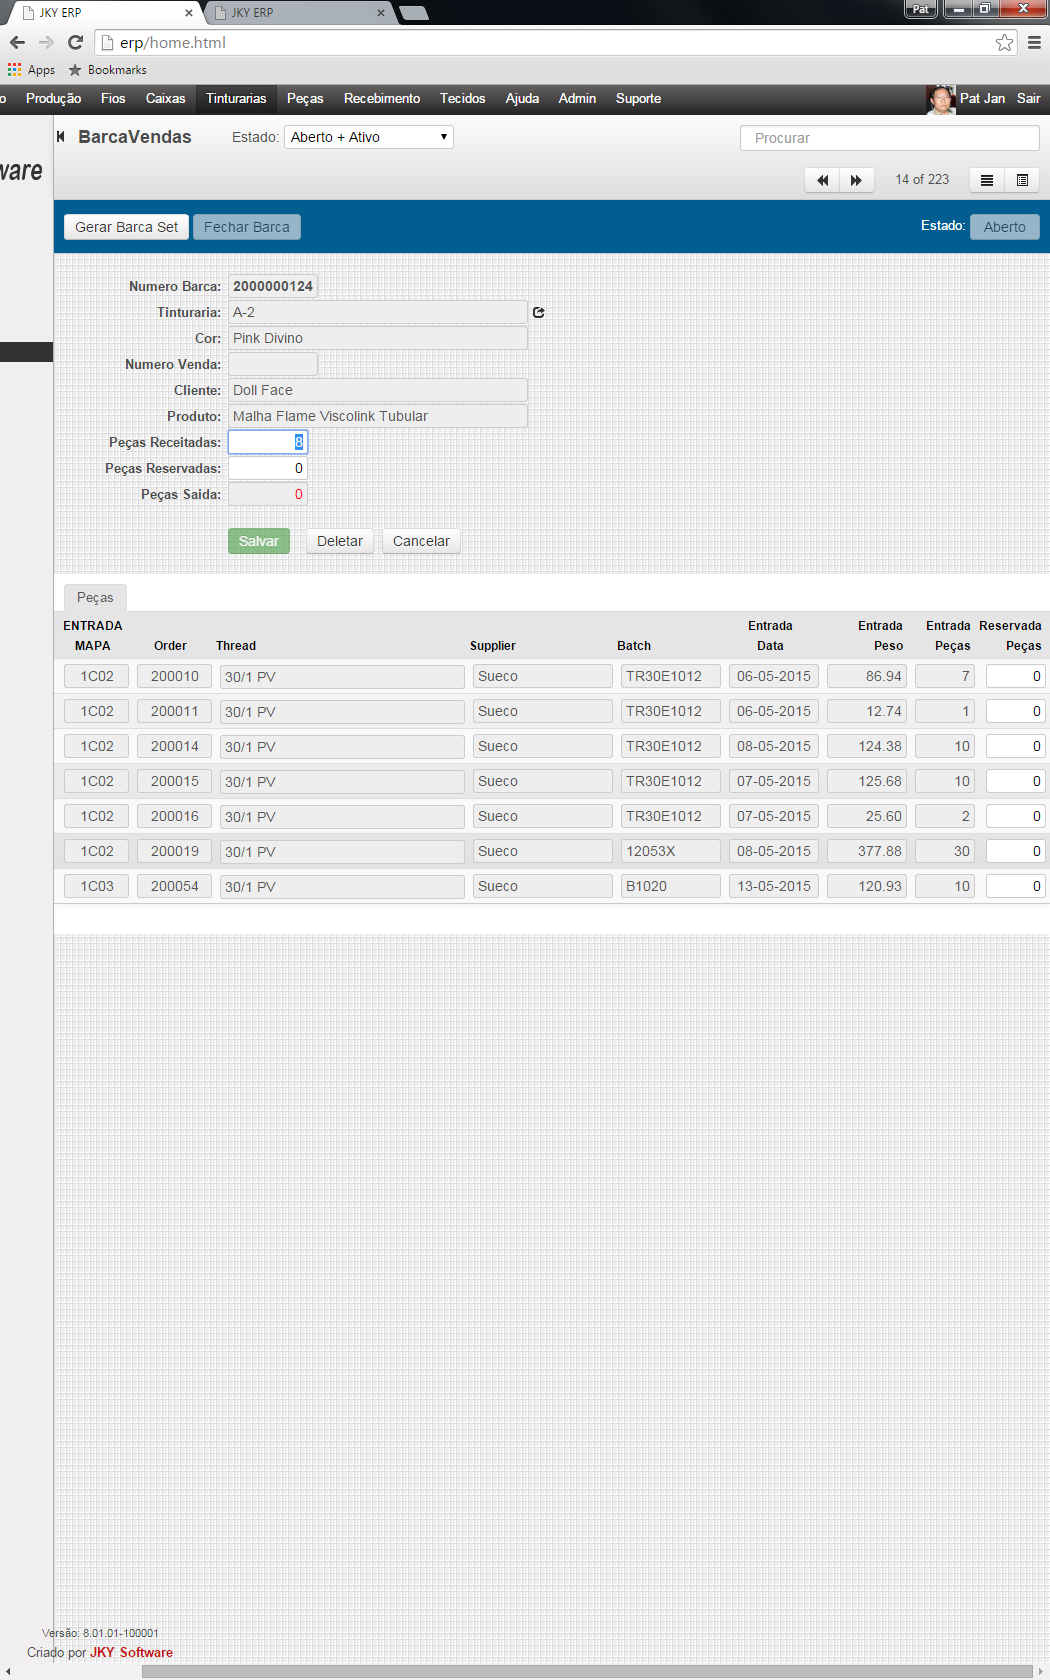 JKY ERP JKY ERP Pat
erp/home.html
Apps Bookmarks
o Produção Fios Caixas Tinturarias Peças Recebimento Tecidos Ajuda Admin Suporte Pat Jan Sair
BarcaVendas Estado: Aberto + Ativo Procurar
ware
14 of 223
Gerar Barca Set Fechar Barca Estado: Aberto
Numero Barca: 2000000124
Tinturaria: A-2
Cor: Pink Divino
Numero Venda:
Cliente: Doll Face
Produto: Malha Flame Viscolink Tubular
Peças Receitadas: 8
Peças Reservadas: 0
Peças Saida: 0
Salvar Deletar Cancelar
Peças
ENTRADA Entrada Entrada Entrada Reservada
MAPA Order Thread Supplier Batch Data Peso Peças Peças
1C02 200010 30/1 PV Sueco TR30E1012 06-05-2015 86.94 7 0
1C02 200011 30/1 PV Sueco TR30E1012 06-05-2015 12.74 1 0
1C02 200014 30/1 PV Sueco TR30E1012 08-05-2015 124.38 10 0
1C02 200015 30/1 PV Sueco TR30E1012 07-05-2015 125.68 10 0
1C02 200016 30/1 PV Sueco TR30E1012 07-05-2015 25.60 2 0
1C02 200019 30/1 PV Sueco 12053X 08-05-2015 377.88 30 0
1C03 200054 30/1 PV Sueco B1020 13-05-2015 120.93 10 0
Versão: 8.01.01-100001
Criado por JKY Software